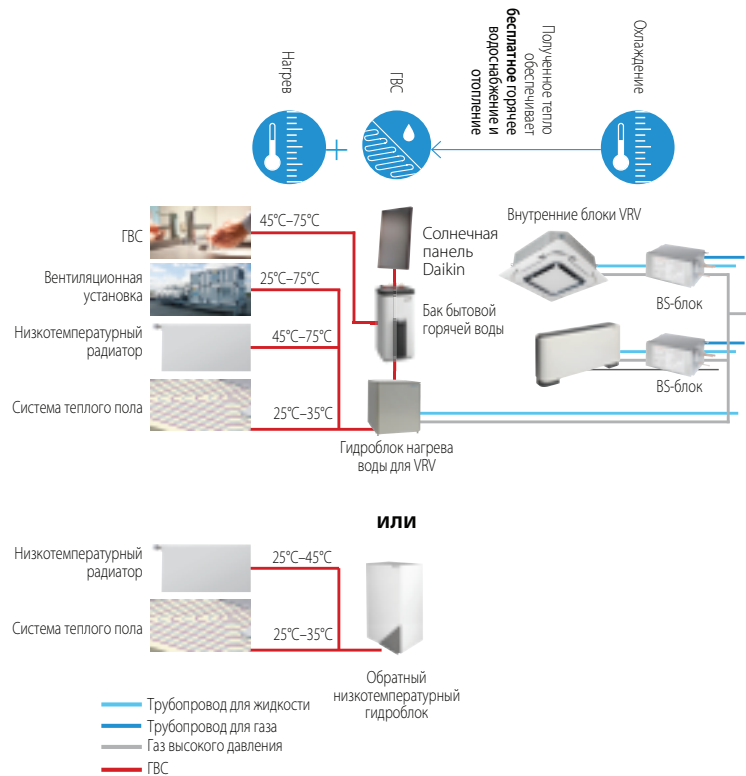 Нагрев
ГВС
Полученное тепло
обеспечивает
бесплатное горячее
водоснабжение и
отопление
Охлаждение
ГВС
45°C–75°C
Вентиляционная
установка
25°C–75°C
Низкотемпературный
радиатор
45°C–75°C
Система теплого пола
25°C–35°C
Солнечная
панель
Daikin
Бак бытовой
горячей воды
Гидроблок нагрева
воды для VRV
Внутренние блоки VRV
BS-блок
BS-блок
или
Низкотемпературный
радиатор
25°C–45°C
Система теплого пола
25°C–35°C
Обратный
низкотемпературный
гидроблок
Трубопровод для жидкости
Трубопровод для газа
Газ высокого давления
ГВС